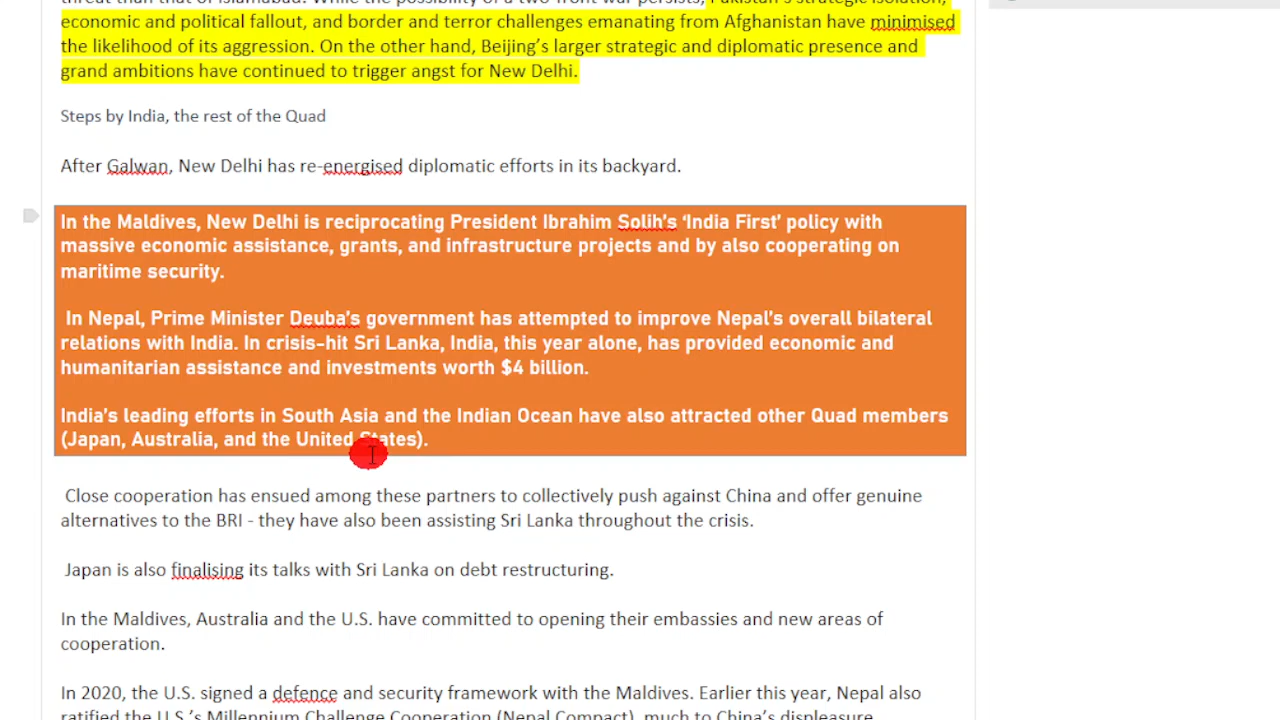 economic and political fallout, and border and terror challenges emanating from Afghanistan have minimised
the likelihood of its aggression. On the other hand, Beijing's larger strategic and diplomatic presence and
grand ambitions have continued to trigger angst for New Delhi.
Steps by India, the rest of the Quad
After Galwan, New Delhi has re-energised diplomatic efforts in its backyard.
In the Maldives, New Delhi is reciprocating President Ibrahim Solih's ‘India First’ policy with
massive economic assistance, grants, and infrastructure projects and by also cooperating on
maritime security.
In Nepal, Prime Minister Deuba's government has attempted to improve Nepal's overall bilateral
relations with India. In crisis-hit Sri Lanka, India, this year alone, has provided economic and
humanitarian assistance and investments worth $4 billion.
India's leading efforts in South Asia and the Indian Ocean have also attracted other Quad members
(Japan, Australia, and the United States).
Close cooperation has ensued among these partners to collectively push against China and offer genuine
alternatives to the BRI - they have also been assisting Sri Lanka throughout the crisis.
Japan is also finalising its talks with Sri Lanka on debt restructuring.
In the Maldives, Australia and the U.S. have committed to opening their embassies and new areas of
cooperation.
In 2020, the U.S. signed a defence and security framework with the Maldives. Earlier this year, Nepal also
ratified the U.S.'s Millennium Challenge Cooperation (Nepal Compact), much to China's displeasure